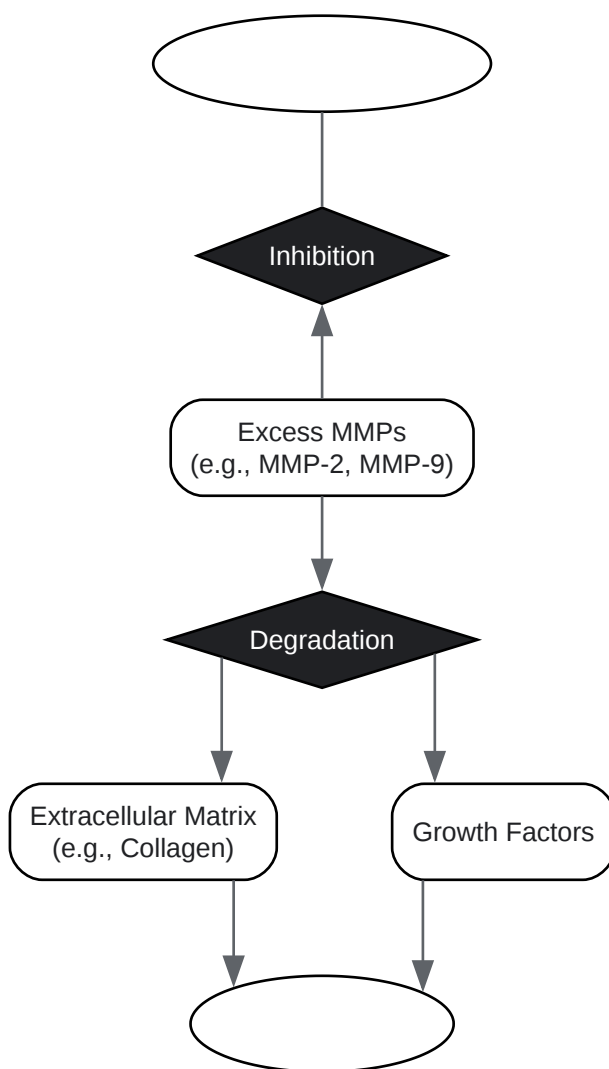 Inhibition
Excess MMPs
(e.g., MMP-2, MMP-9)
Degradation
Extracellular Matrix
(e.g., Collagen)
Growth Factors